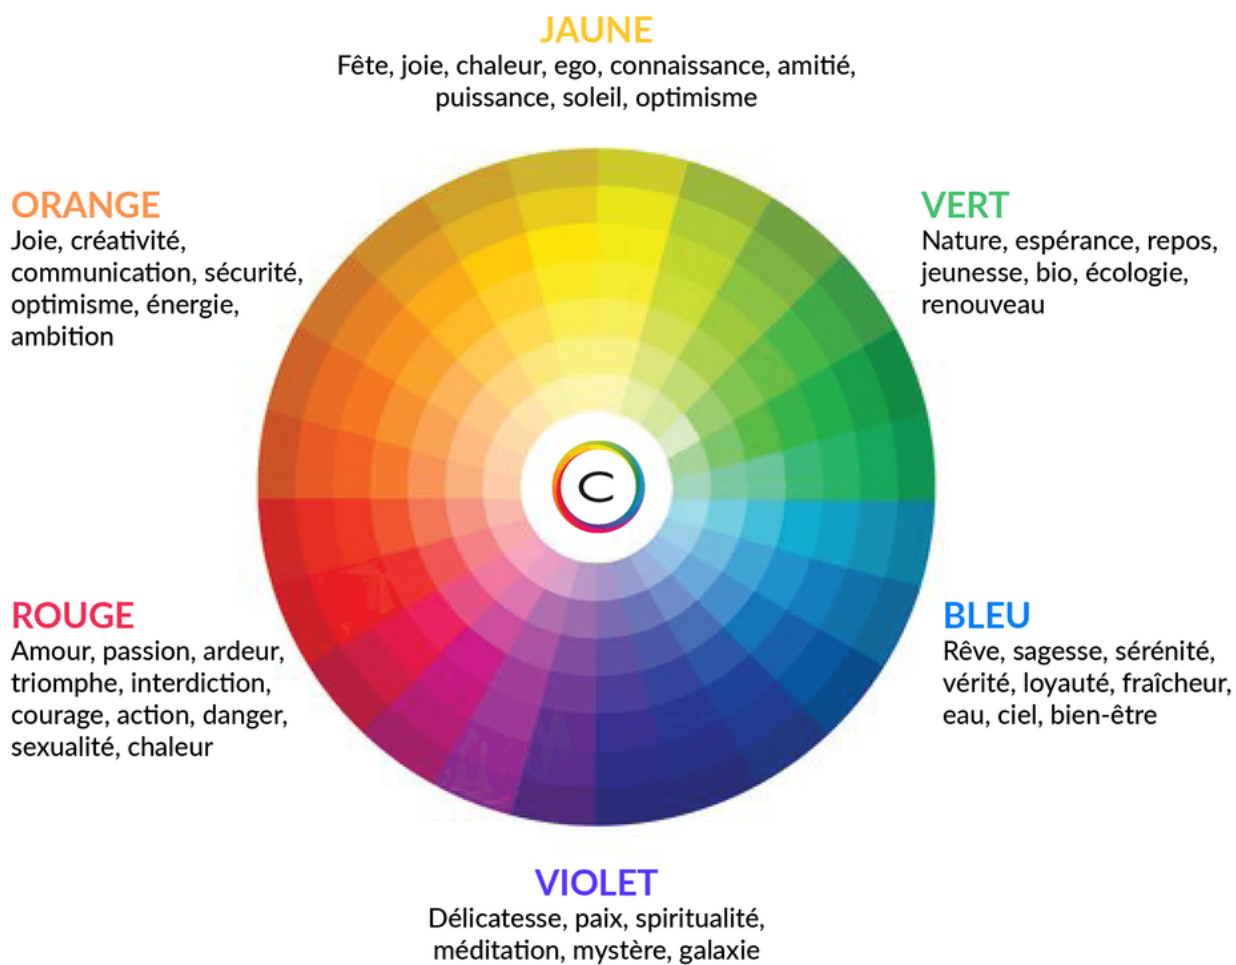 JAUNE
Fête, joie, chaleur, ego, connaissance, amitié,
puissance, soleil, optimisme
ORANGE
Joie, créativité,
communication, sécurité,
optimisme, énergie,
ambition
VERT
Nature, espérance, repos,
jeunesse, bio, écologie,
renouveau
C
ROUGE
Amour, passion, ardeur,
triomphe, interdiction,
courage, action, danger,
sexualité, chaleur
BLEU
Rêve, sagesse, sérénité,
vérité, loyauté, fraîcheur,
eau, ciel, bien-être
VIOLET
Délicatesse, paix, spiritualité,
méditation, mystère, galaxie